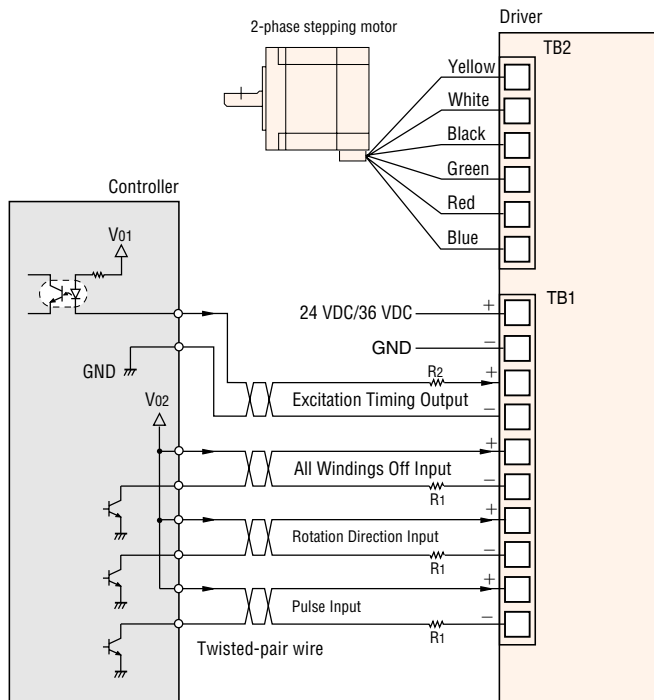 Driver
2-phase stepping motor
TB2
Yellow
White
Black
Green
Red
Blue
Controller
V01
TB1
24 VDC/36 VDC
+
GND
−
GND
R2
+
Excitation Timing Output
−
V02
+
All Windings Off Input
−
R1
+
Rotation Direction Input
−
R1
+
Pulse Input
−
R1
Twisted-pair wire